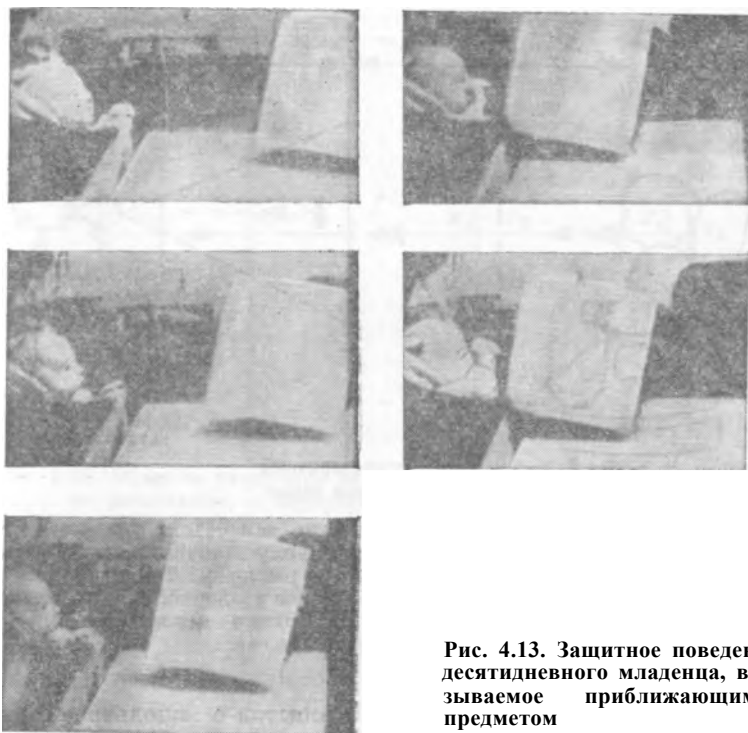 Рис. 4.13. Защитное поведен
десятидневного младенца, в
зываемое приближающим
предметом